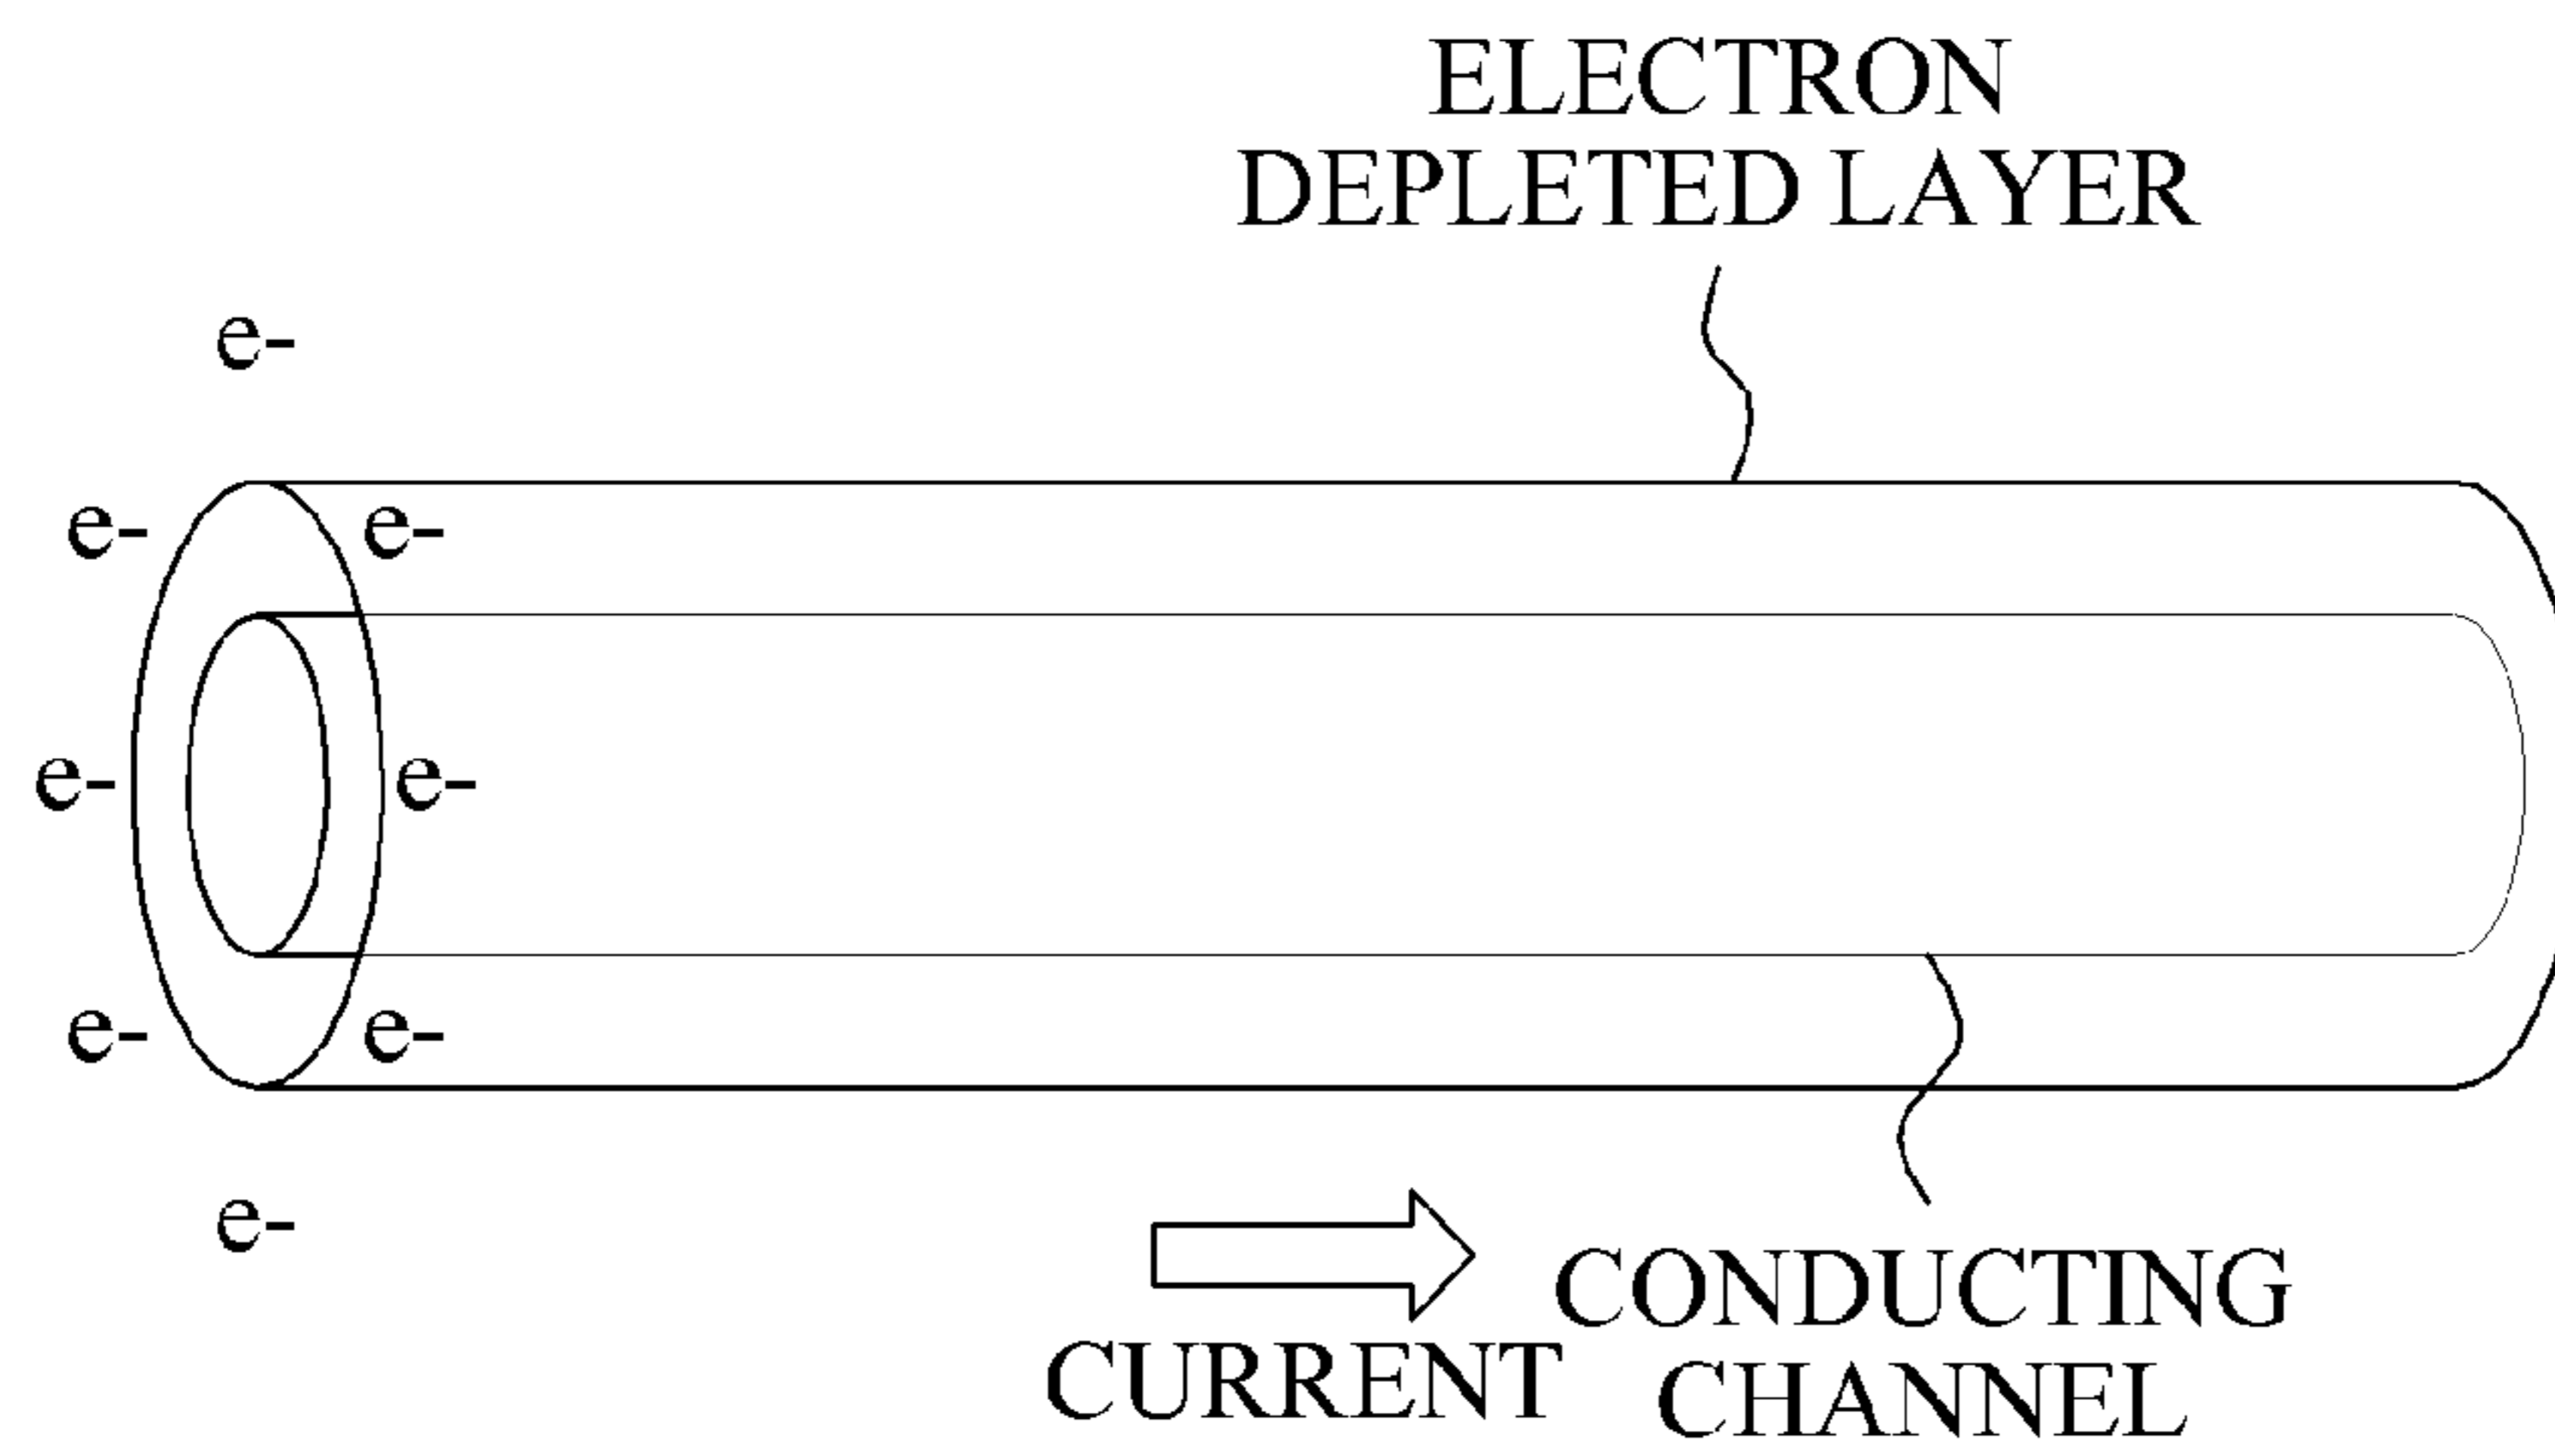 ELECTRON
DEPLETED LAYER
e-
e- e-
e- e-
e- e-
e-
CURRENT
CONDUCTING
CHANNEL